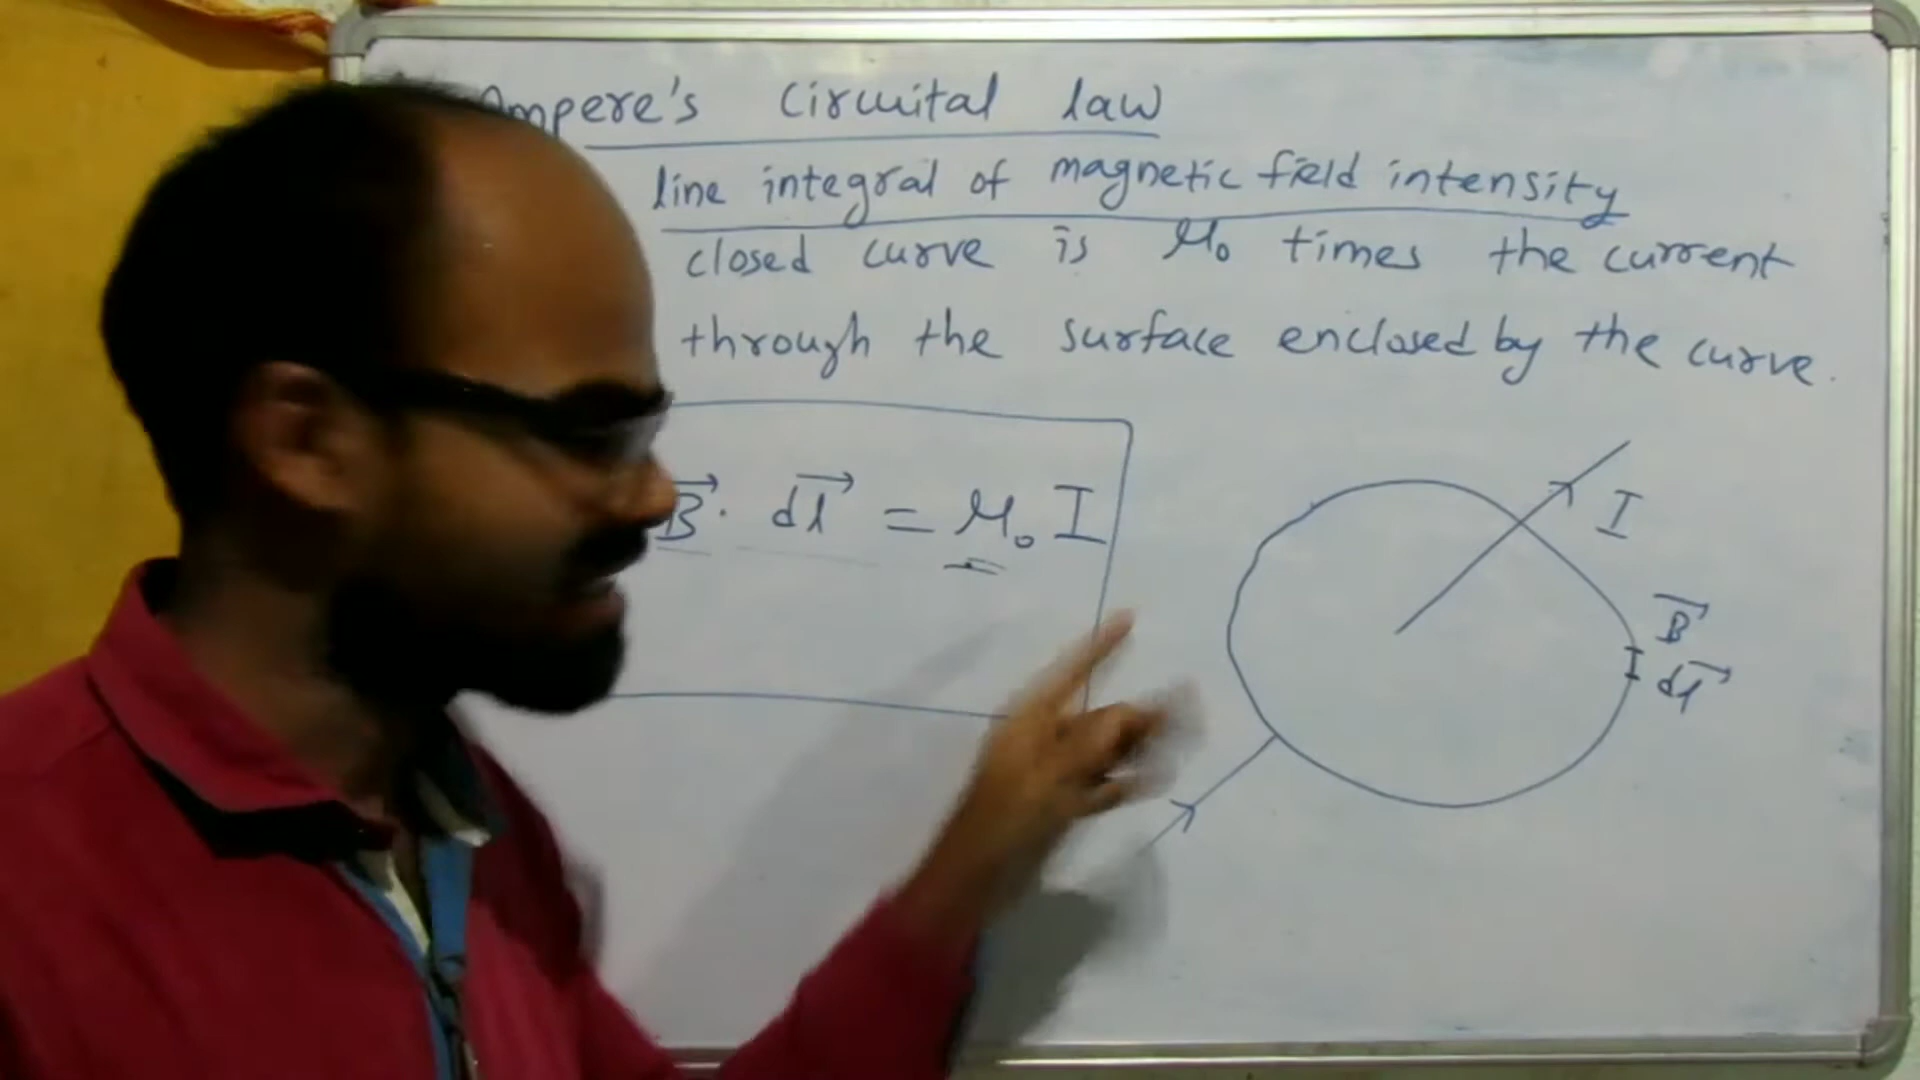 Ampere's Circuital law
line integral of magnetic field intensity
closed curve is μ₀ times the current
through the surface enclosed by the curve.
B⃗ · dl⃗ = μ₀ I
I
B⃗
dl⃗